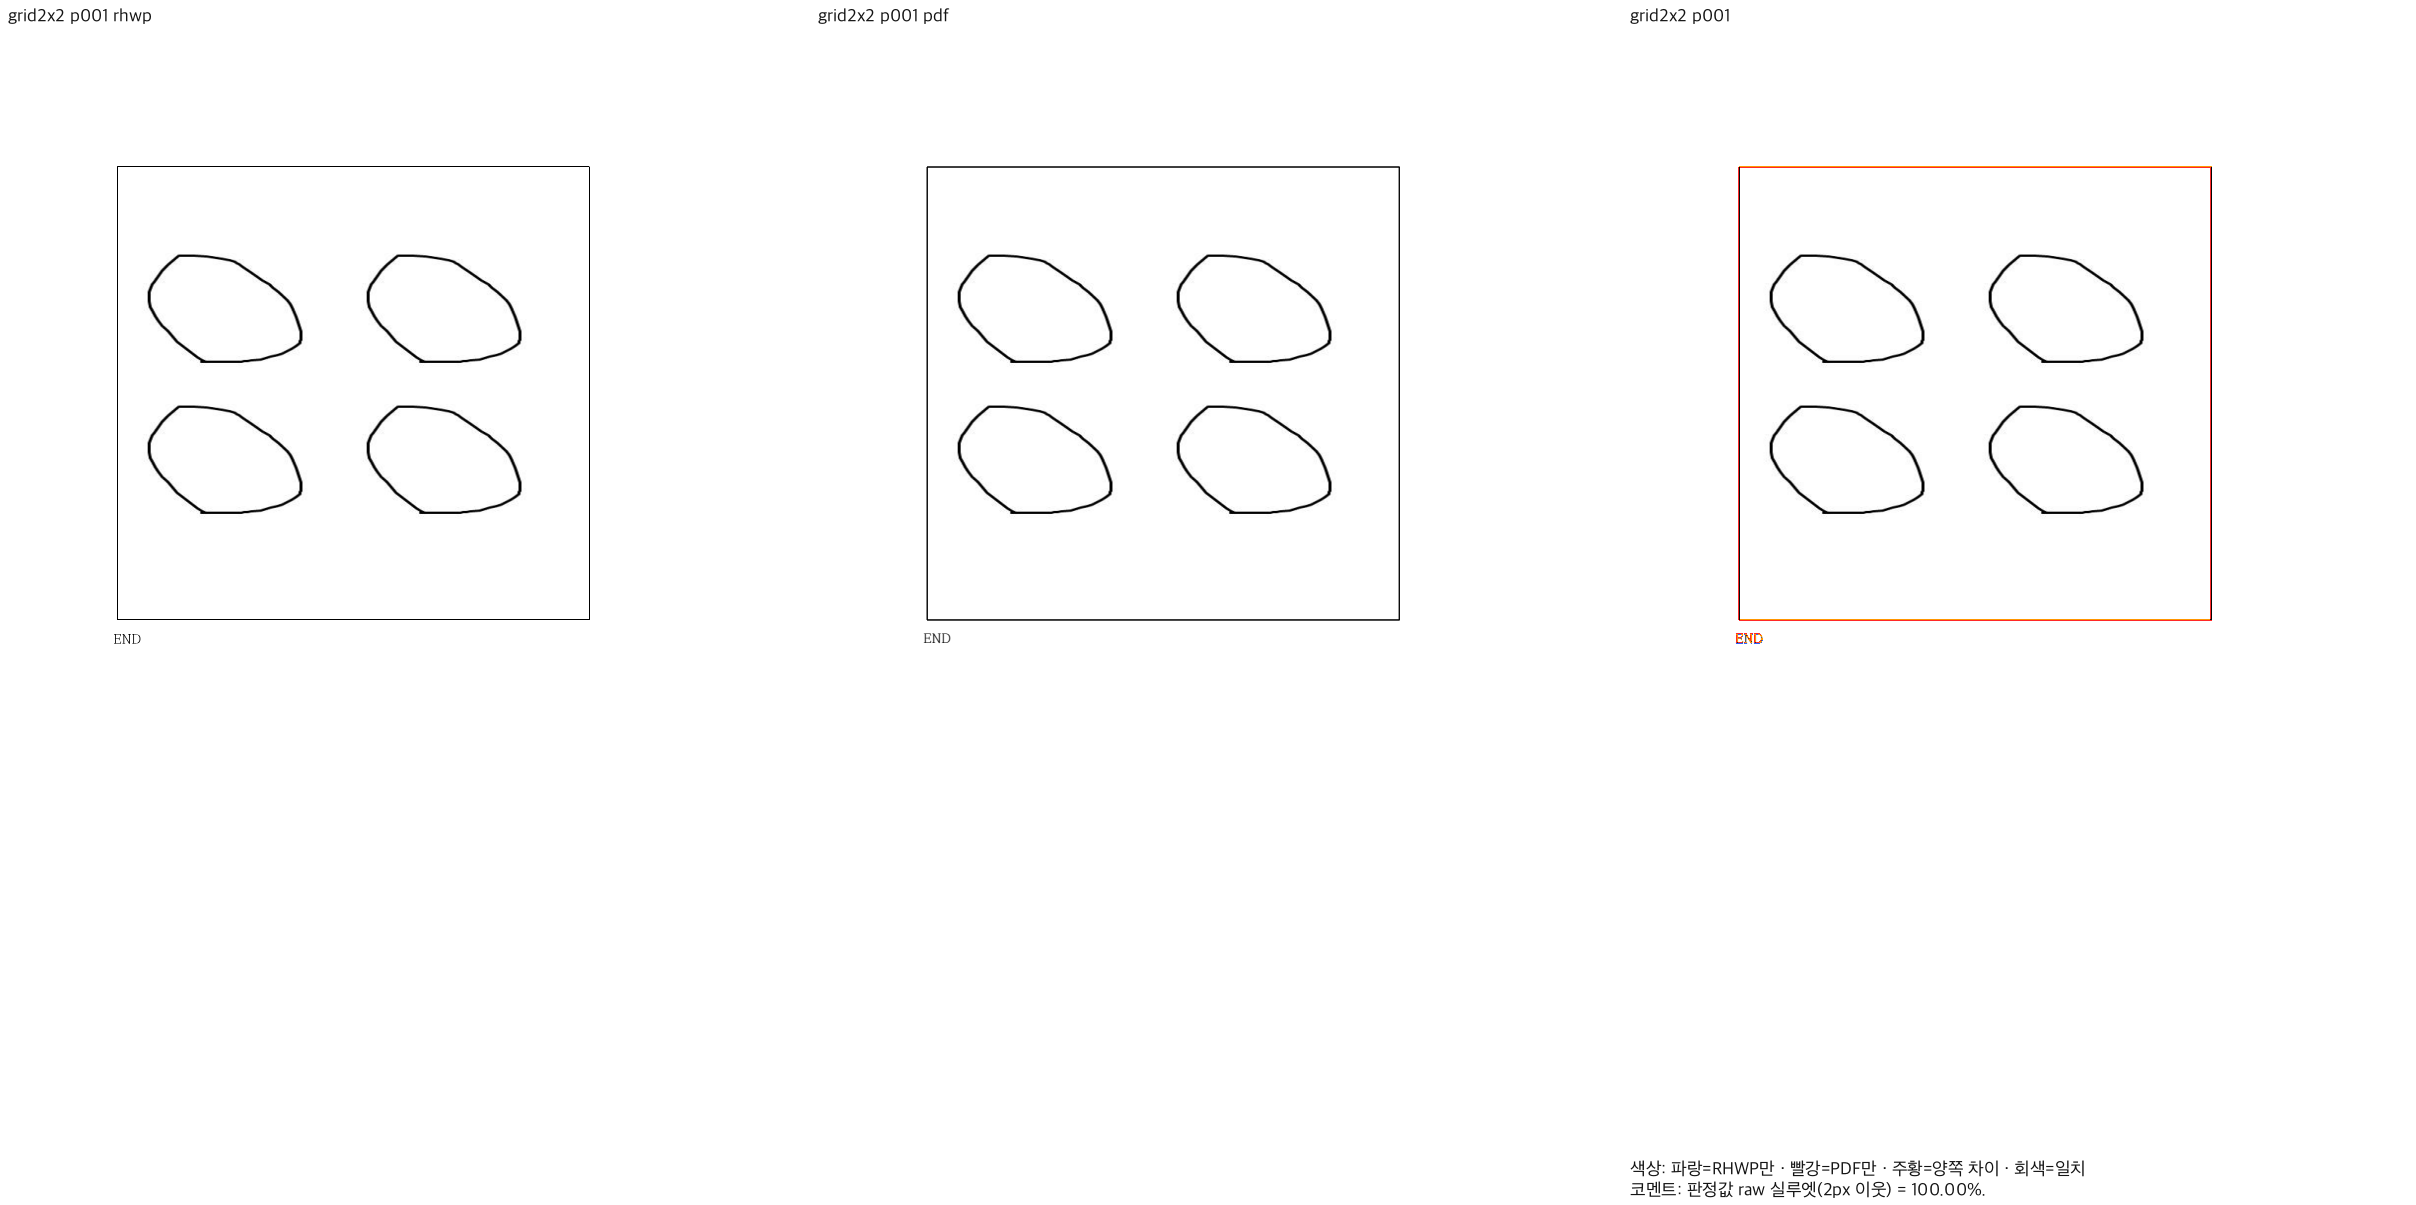 grid2x2 p001 rhwp
grid2x2 p001 pdf
grid2x2 p001
END
END
END
색상: 파랑=RHWP만 · 빨강=PDF만 · 주황=양쪽 차이 · 회색=일치
코멘트: 판정값 raw 실루엣(2px 이웃) = 100.00%.